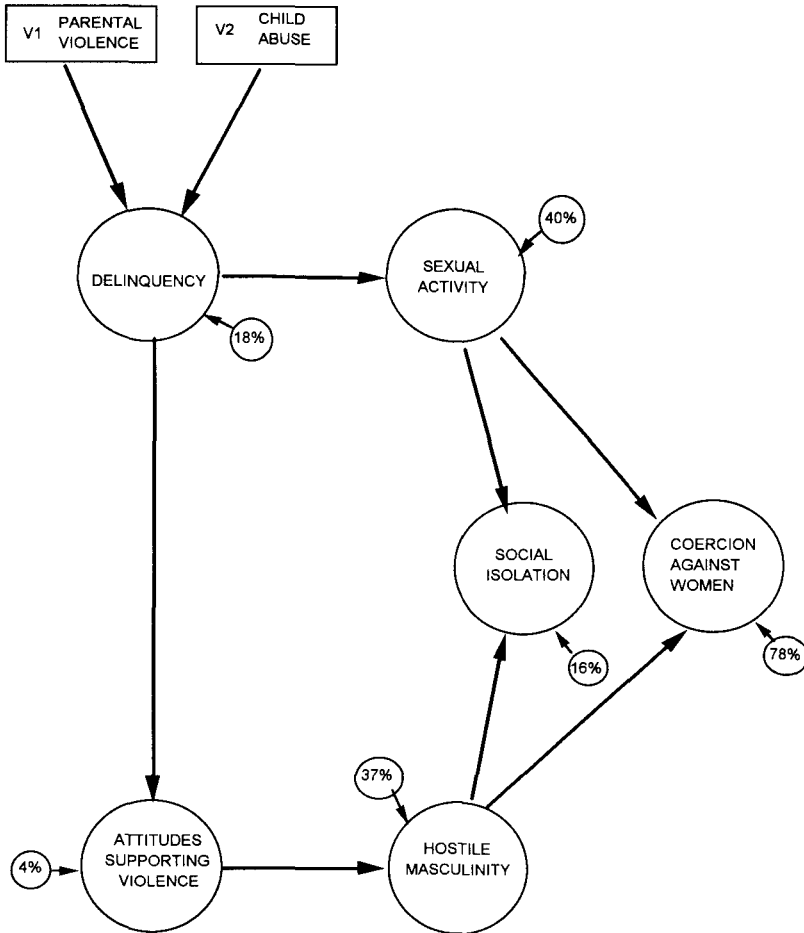 V1 PARENTAL
VIOLENCE
V2 CHILD
ABUSE
DELINQUENCY
18%
SEXUAL
ACTIVITY
40%
SOCIAL
ISOLATION
16%
COERCION
AGAINST
WOMEN
78%
ATTITUDES
SUPPORTING
VIOLENCE
4%
37%
HOSTILE
MASCULINITY